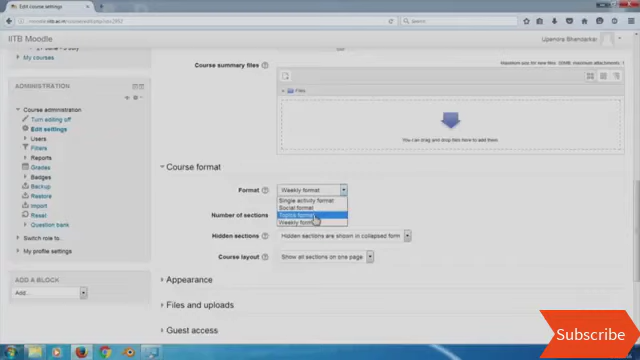 Edit course settings
Search
IITB Moodle
Upendra Bhandarkar
My courses
Course summary files
Files
You can drag and drop files here to add them.
ADMINISTRATION
Course administration
Turn editing off
Edit settings
Users
Filters
Reports
Grades
Badges
Backup
Restore
Import
Reset
Question bank
Switch role to...
My profile settings
ADD A BLOCK
Add...
Course format
Format
Weekly format
Single activity format
Social format
Topics format
Weekly format
Number of sections
Hidden sections
Hidden sections are shown in collapsed form
Course layout
Show all sections on one page
Appearance
Files and uploads
Guest access
Subscribe